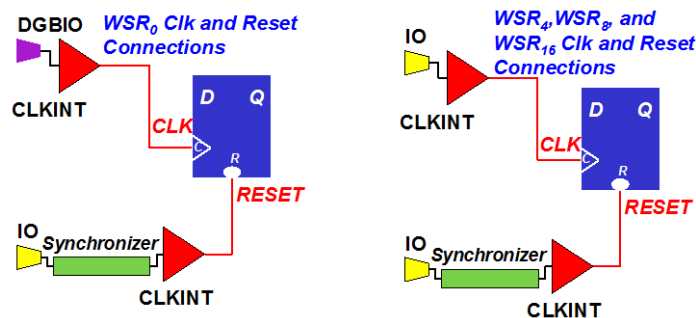 DGBIO
WSR0 Clk and Reset
Connections
CLKINT
D Q
CLK
C
R
RESET
IO
Synchronizer
CLKINT
IO
WSR4,WSR8, and
WSR16 Clk and Reset
Connections
CLKINT
D Q
CLK
C
R
RESET
IO
Synchronizer
CLKINT